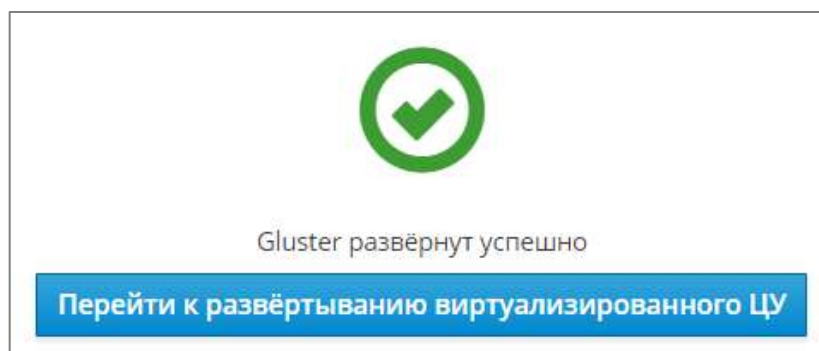 Gluster развёрнут успешно
Перейти к развёртыванию виртуализированного ЦУ